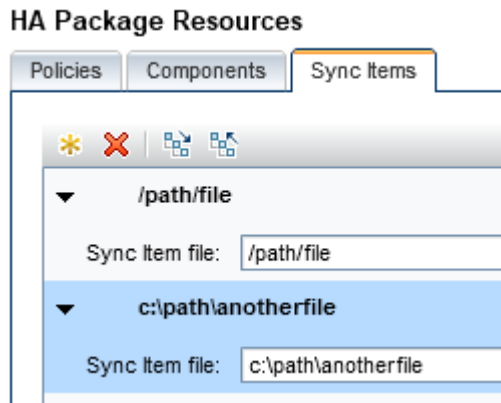 HA Package Resources
Policies Components Sync Items
/path/file
Sync Item file: /path/file
c:\path\anotherfile
Sync Item file: c:\path\anotherfile